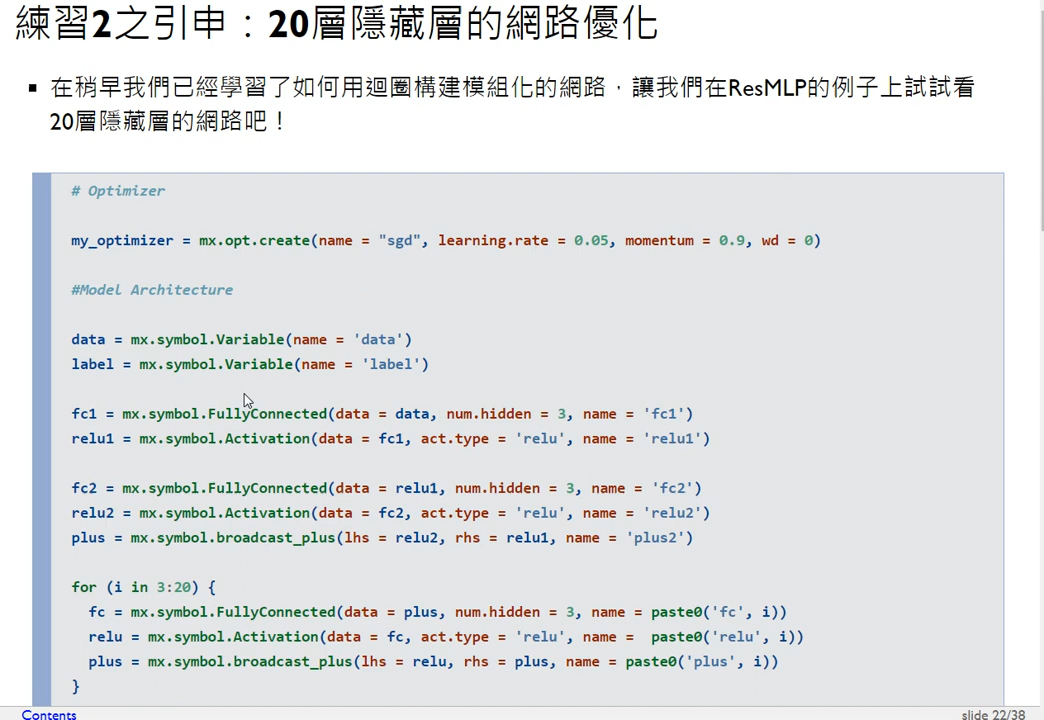 練習2之引申：20層隱藏層的網路優化
▪ 在稍早我們已經學習了如何用迴圈構建模組化的網路，讓我們在ResMLP的例子上試試看
20層隱藏層的網路吧！
# Optimizer
my_optimizer = mx.opt.create(name = "sgd", learning.rate = 0.05, momentum = 0.9, wd = 0)
#Model Architecture
data = mx.symbol.Variable(name = 'data')
label = mx.symbol.Variable(name = 'label')
fc1 = mx.symbol.FullyConnected(data = data, num.hidden = 3, name = 'fc1')
relu1 = mx.symbol.Activation(data = fc1, act.type = 'relu', name = 'relu1')
fc2 = mx.symbol.FullyConnected(data = relu1, num.hidden = 3, name = 'fc2')
relu2 = mx.symbol.Activation(data = fc2, act.type = 'relu', name = 'relu2')
plus = mx.symbol.broadcast_plus(lhs = relu2, rhs = relu1, name = 'plus2')
for (i in 3:20) {
  fc = mx.symbol.FullyConnected(data = plus, num.hidden = 3, name = paste0('fc', i))
  relu = mx.symbol.Activation(data = fc, act.type = 'relu', name =  paste0('relu', i))
  plus = mx.symbol.broadcast_plus(lhs = relu, rhs = plus, name = paste0('plus', i))
}
Contents
slide 22/38